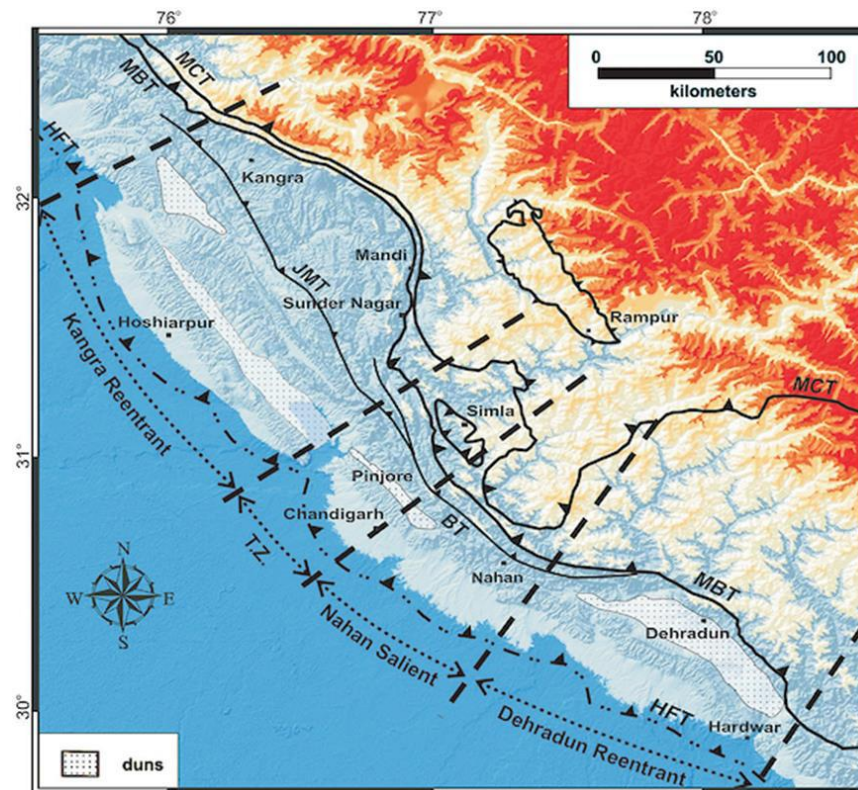 76°
77°
78°
0 50 100
kilometers
MCT
MBT
HFT
32°
Kangra
Mandi
JMT
Sunder Nagar
Rampur
Hoshiarpur
Kangra Reentrant
MCT
Simla
31°
Pinjore
Chandigarh
BT
T.Z.
N
W E
S
Nahan
MBT
Nahan Salient
Dehradun
30°
HFT
Hardwar
Dehradun Reentrant
duns